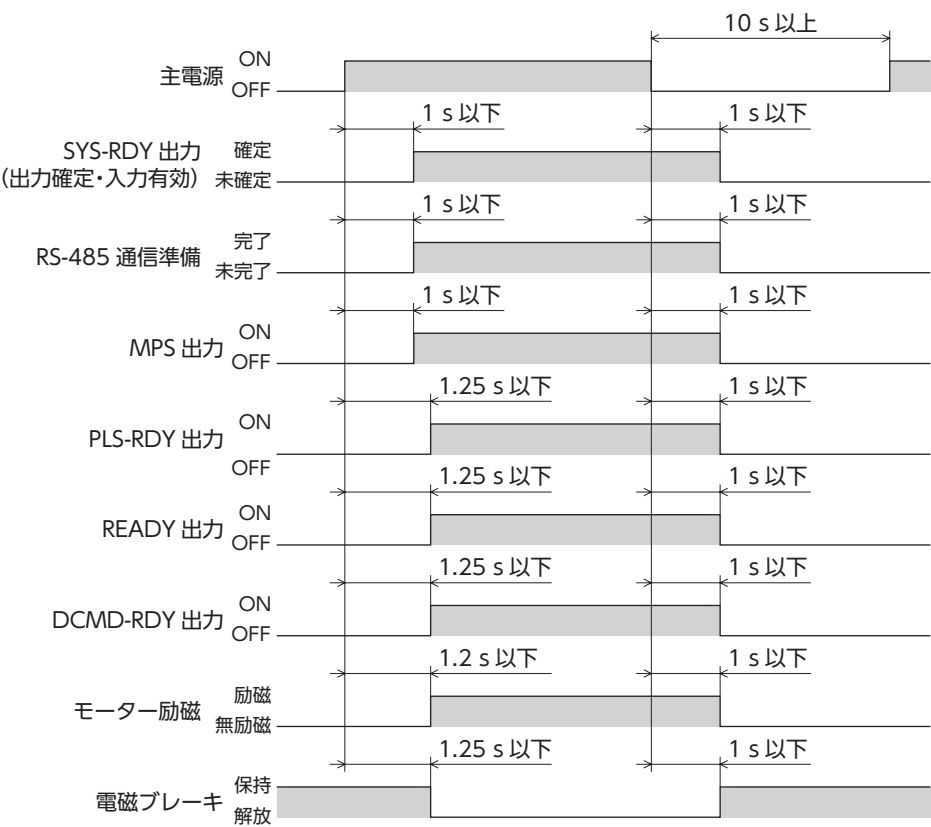 10 s 以上
主電源
ON
OFF
1 s 以下
1 s 以下
SYS-RDY 出力
(出力確定・入力有効)
確定
未確定
1 s 以下
1 s 以下
RS-485 通信準備
完了
未完了
1 s 以下
1 s 以下
MPS 出力
ON
OFF
1.25 s 以下
1 s 以下
PLS-RDY 出力
ON
OFF
1.25 s 以下
1 s 以下
READY 出力
ON
OFF
1.25 s 以下
1 s 以下
DCMD-RDY 出力
ON
OFF
1.2 s 以下
1 s 以下
モーター励磁
励磁
無励磁
1.25 s 以下
1 s 以下
電磁ブレーキ
保持
解放